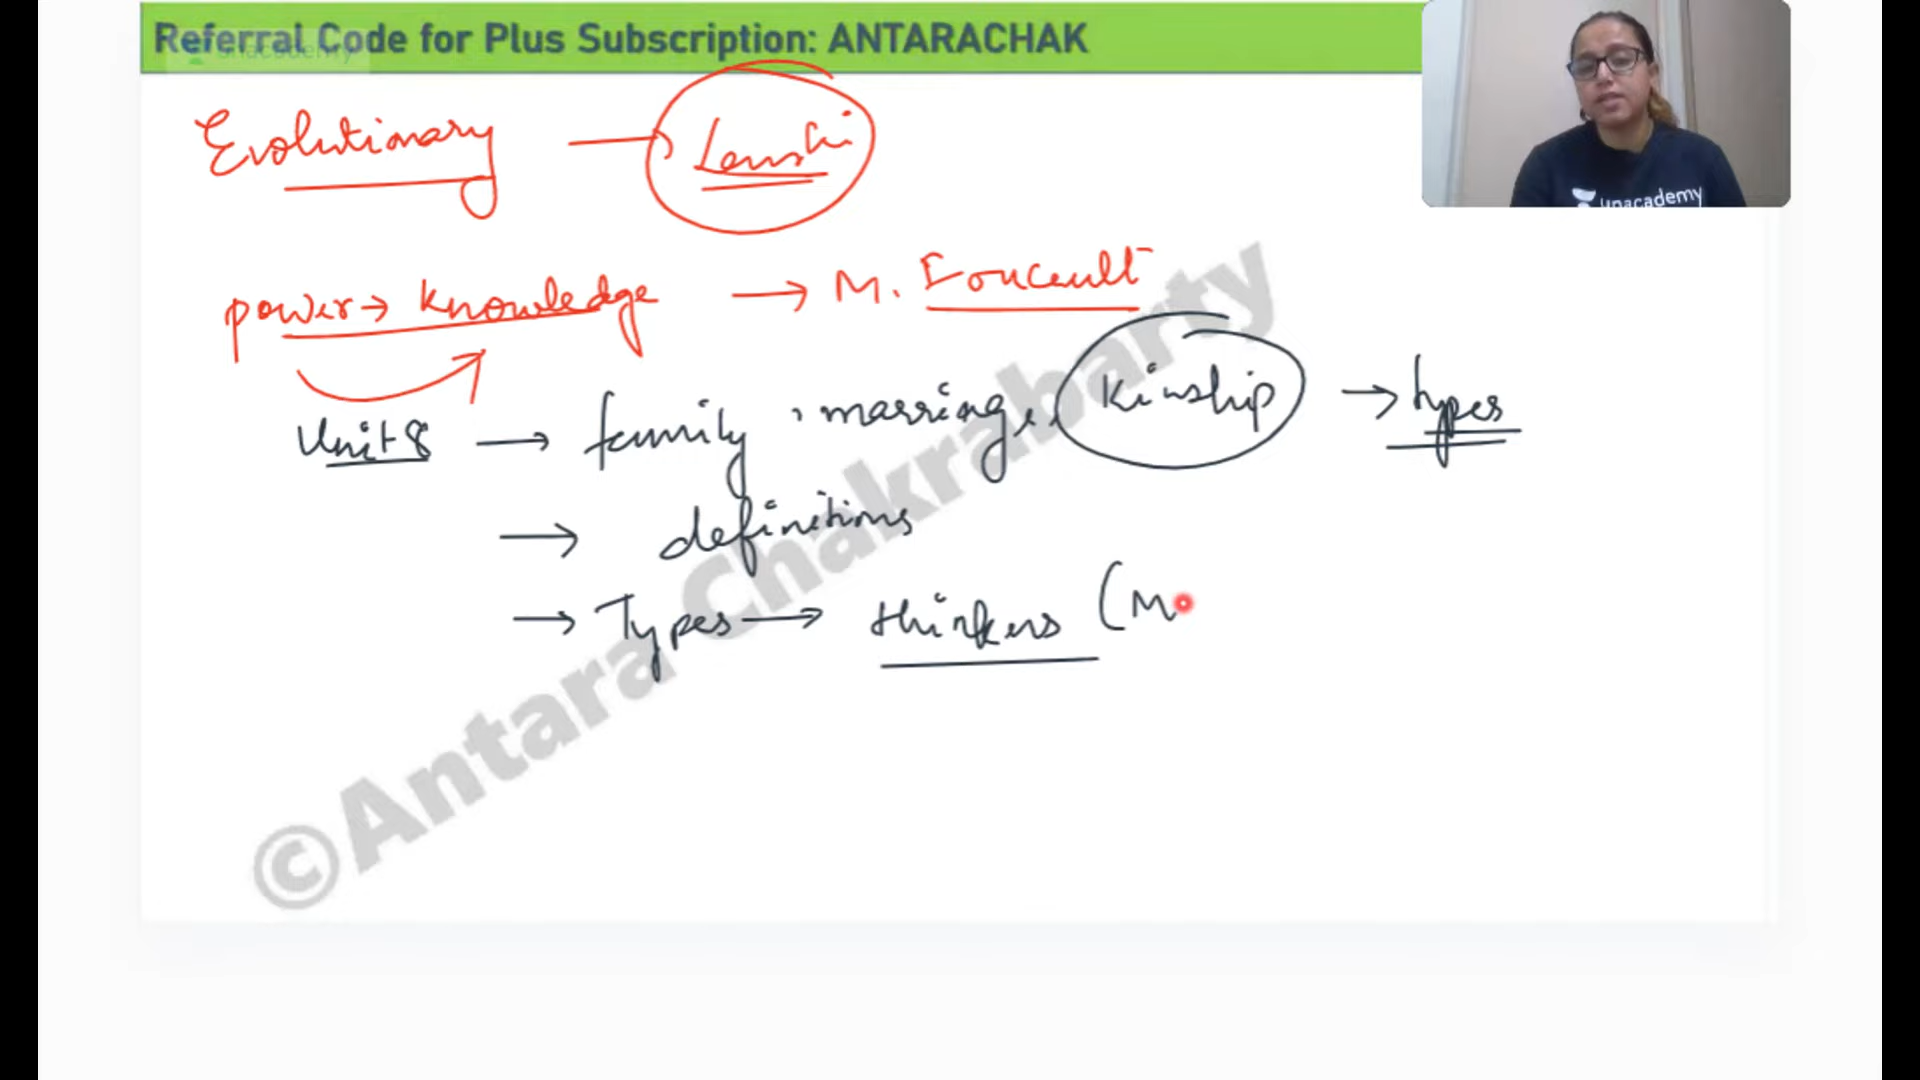 Referral Code for Plus Subscription: ANTARACHAK
unacademy
unacademy
Evolutionary → Lenski
power → knowledge → M. Foucault
Unit 8 → family, marriage, kinship → types
→ definitions
→ Types → thinkers (M
©Antara Chakrabarty